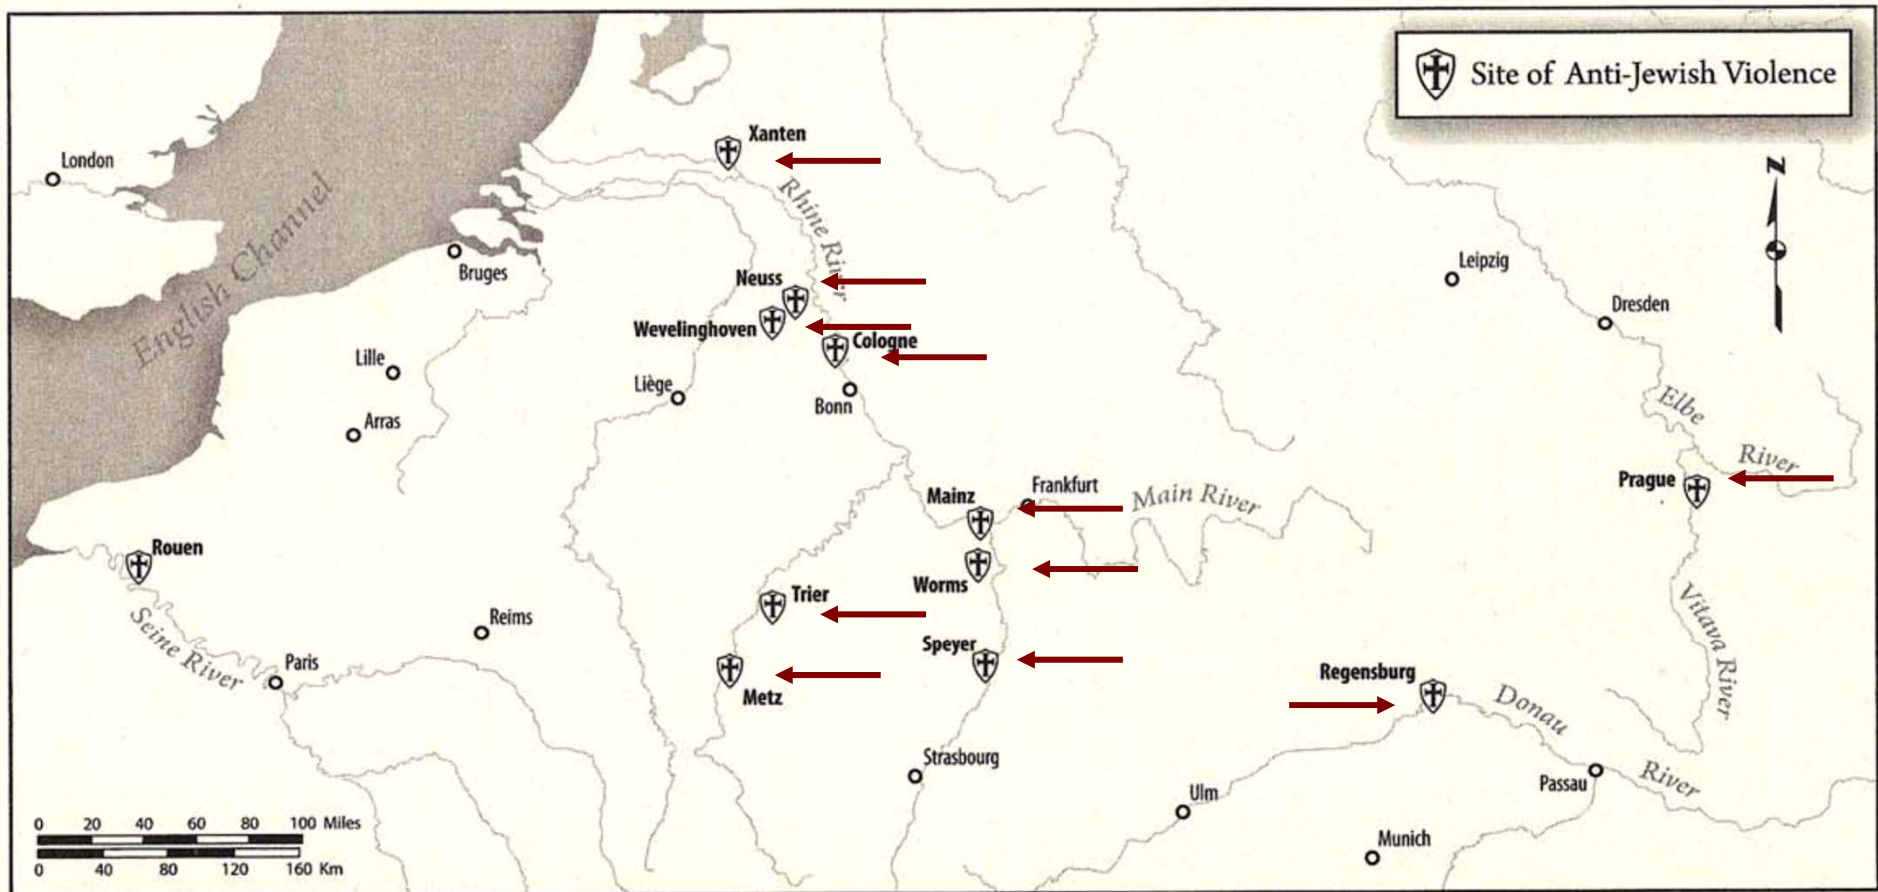 Site of Anti-Jewish Violence
N
London
English Channel
Bruges
Lille
Arras
Liège
Xanten
Rhine River
Neuss
Wevelinghoven
Cologne
Bonn
Leipzig
Dresden
Elbe
River
Prague
Mainz
Frankfurt
Main River
Worms
Rouen
Seine River
Reims
Paris
Trier
Metz
Speyer
Strasbourg
Regensburg
Donau
River
Vitava River
Passau
Ulm
Munich
0 20 40 60 80 100 Miles
0 40 80 120 160 Km